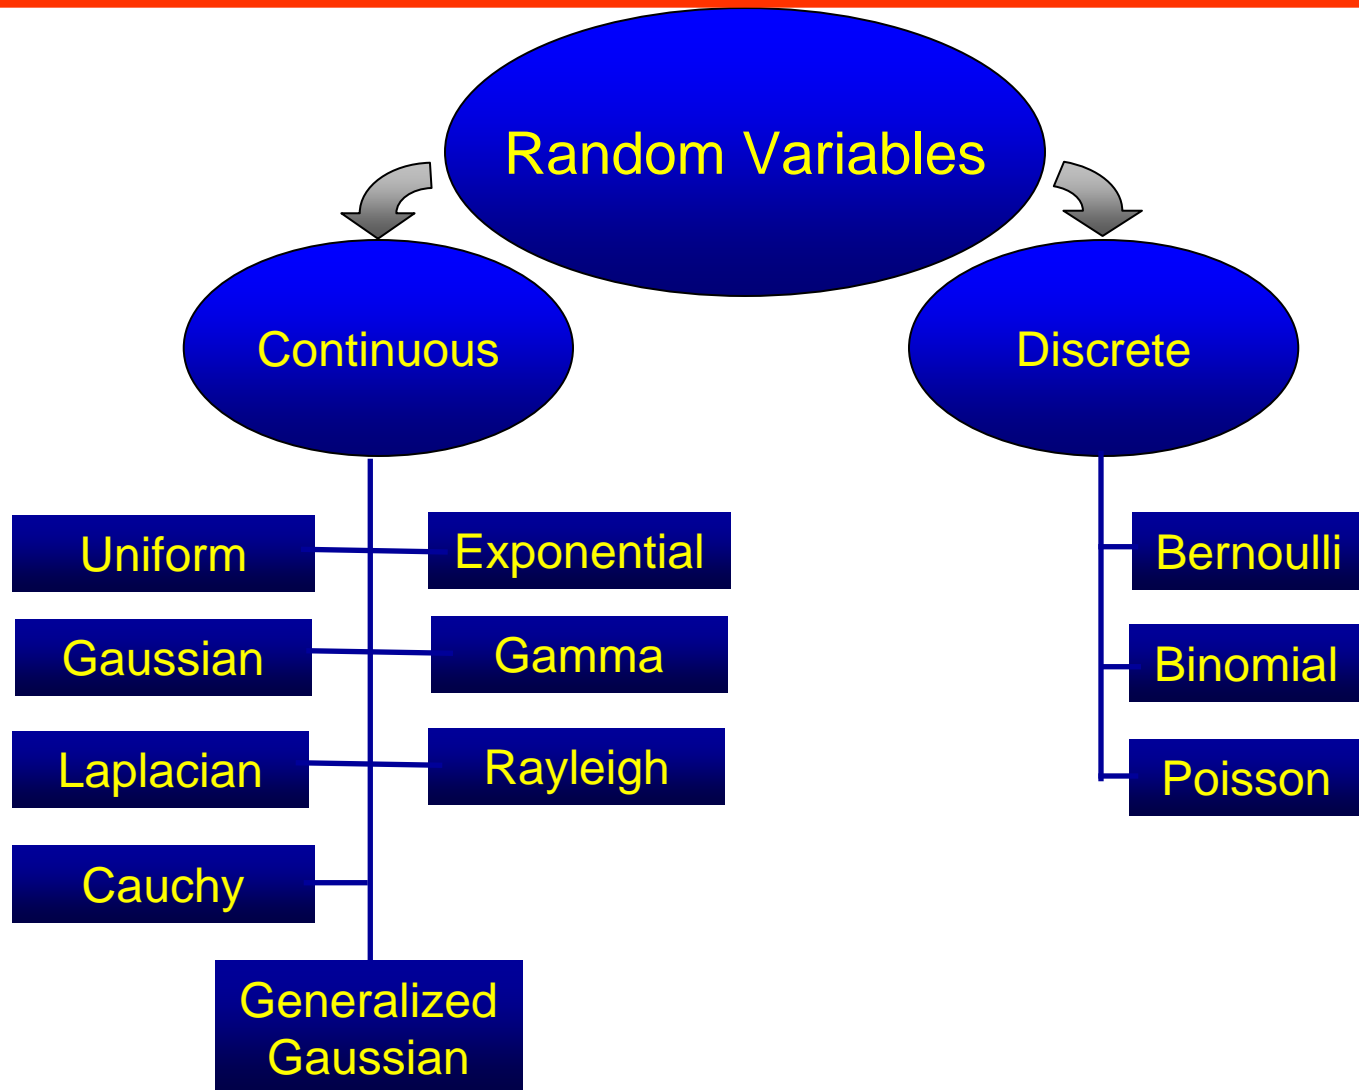 Random Variables
Continuous
Discrete
Uniform
Exponential
Bernoulli
Gaussian
Gamma
Binomial
Laplacian
Rayleigh
Poisson
Cauchy
Generalized
Gaussian